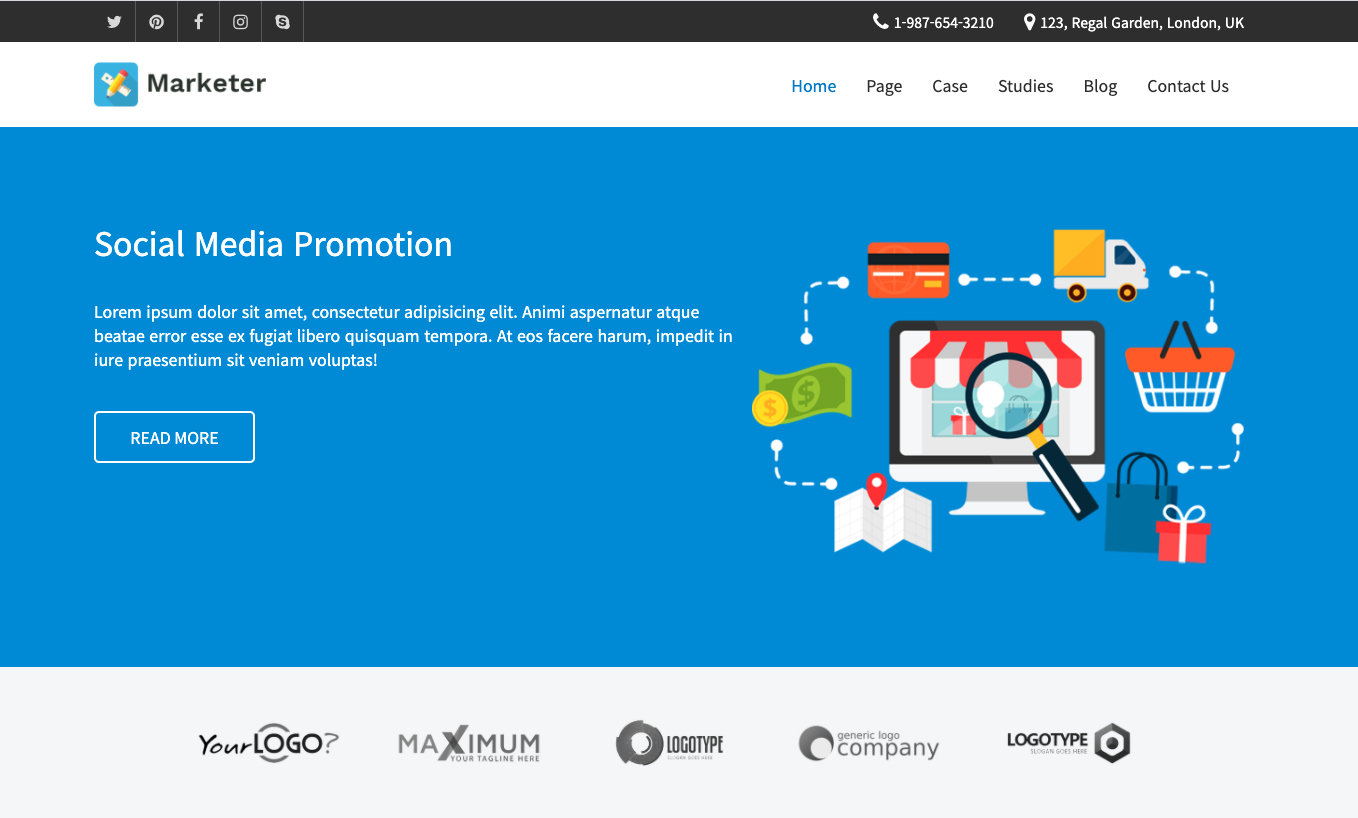 1-987-654-3210
123, Regal Garden, London, UK
Marketer
Home
Page
Case
Studies
Blog
Contact Us
Social Media Promotion
Lorem ipsum dolor sit amet, consectetur adipisicing elit. Animi aspernatur atque
beatae error esse ex fugiat libero quisquam tempora. At eos facere harum, impedit in
iure praesentium sit veniam voluptas!
READ MORE
YourLOGO?
MAXIMUM
YOUR TAGLINE HERE
LOGOTYPE
SLOGAN GOES HERE
generic logo
company
LOGOTYPE
SLOGAN GOES HERE